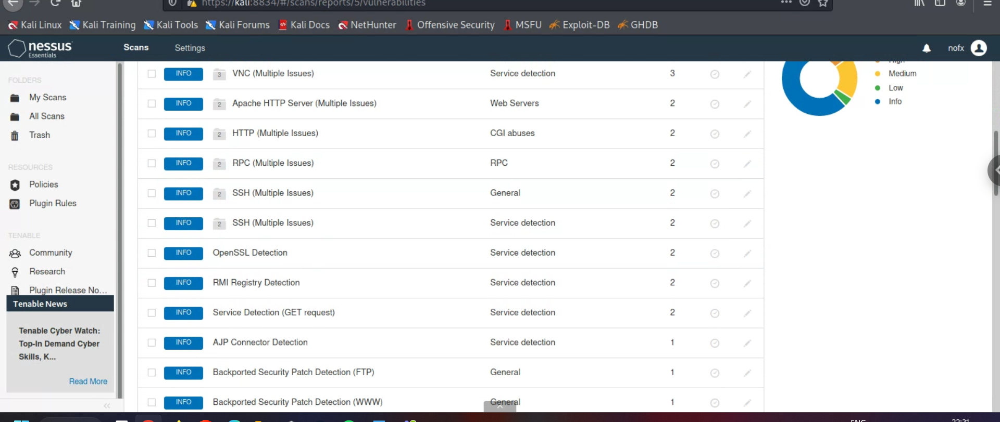 https://kali:8834/#/scans/reports/5/vulnerabilities
Kali Linux Kali Training Kali Tools Kali Forums Kali Docs NetHunter Offensive Security MSFU Exploit-DB GHDB
nessus Essentials Scans Settings nofx
FOLDERS
My Scans
All Scans
Trash
RESOURCES
Policies
Plugin Rules
TENABLE
Community
Research
Plugin Release No...
Tenable News
Tenable Cyber Watch:
Top-In Demand Cyber
Skills, K...
Read More
INFO 3 VNC (Multiple Issues) Service detection 3
INFO 2 Apache HTTP Server (Multiple Issues) Web Servers 2
INFO 2 HTTP (Multiple Issues) CGI abuses 2
INFO 2 RPC (Multiple Issues) RPC 2
INFO 2 SSH (Multiple Issues) General 2
INFO 2 SSH (Multiple Issues) Service detection 2
INFO OpenSSL Detection Service detection 2
INFO RMI Registry Detection Service detection 2
INFO Service Detection (GET request) Service detection 2
INFO AJP Connector Detection Service detection 1
INFO Backported Security Patch Detection (FTP) General 1
INFO Backported Security Patch Detection (WWW) General 1
High
Medium
Low
Info
ENG 22:21